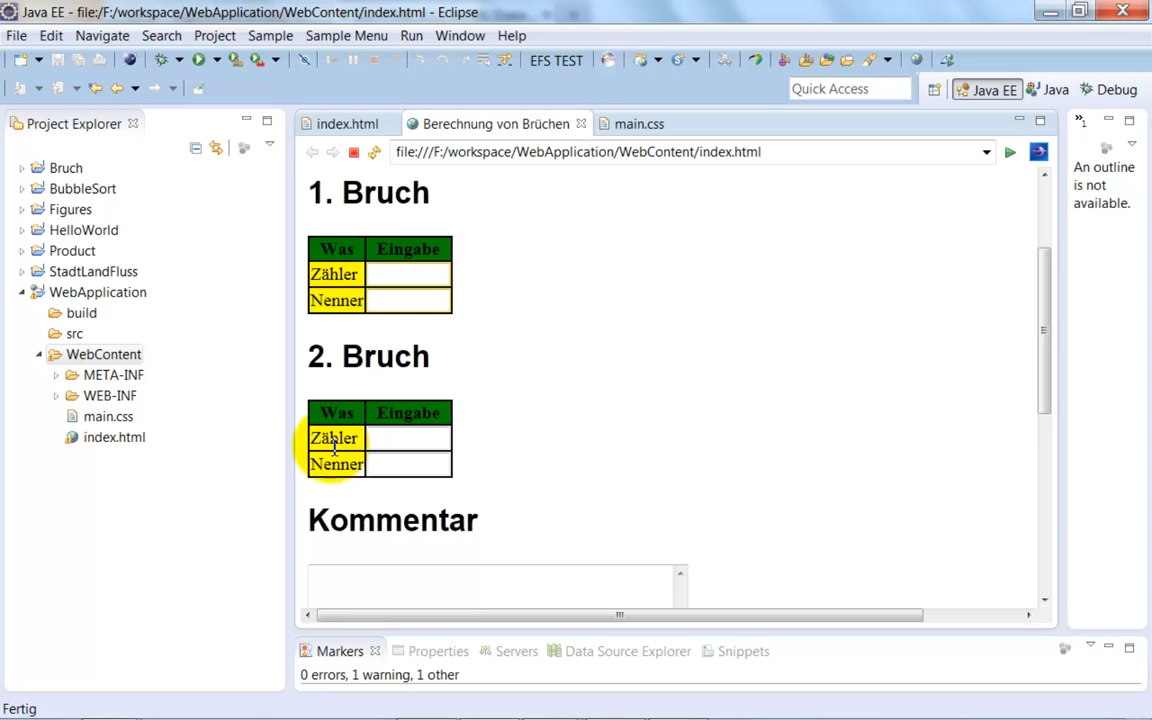 Java EE - file:/F:/workspace/WebApplication/WebContent/index.html - Eclipse
File Edit Navigate Search Project Sample Sample Menu Run Window Help
EFS TEST
Quick Access
Java EE
Java
Debug
Project Explorer
Bruch
BubbleSort
Figures
HelloWorld
Product
StadtLandFluss
WebApplication
build
src
WebContent
META-INF
WEB-INF
main.css
index.html
index.html
Berechnung von Brüchen
main.css
file:///F:/workspace/WebApplication/WebContent/index.html
1. Bruch
Was Eingabe
Zähler
Nenner
2. Bruch
Was Eingabe
Zähler
Nenner
Kommentar
»1
An outline
is not
available.
Markers
Properties
Servers
Data Source Explorer
Snippets
0 errors, 1 warning, 1 other
Fertig